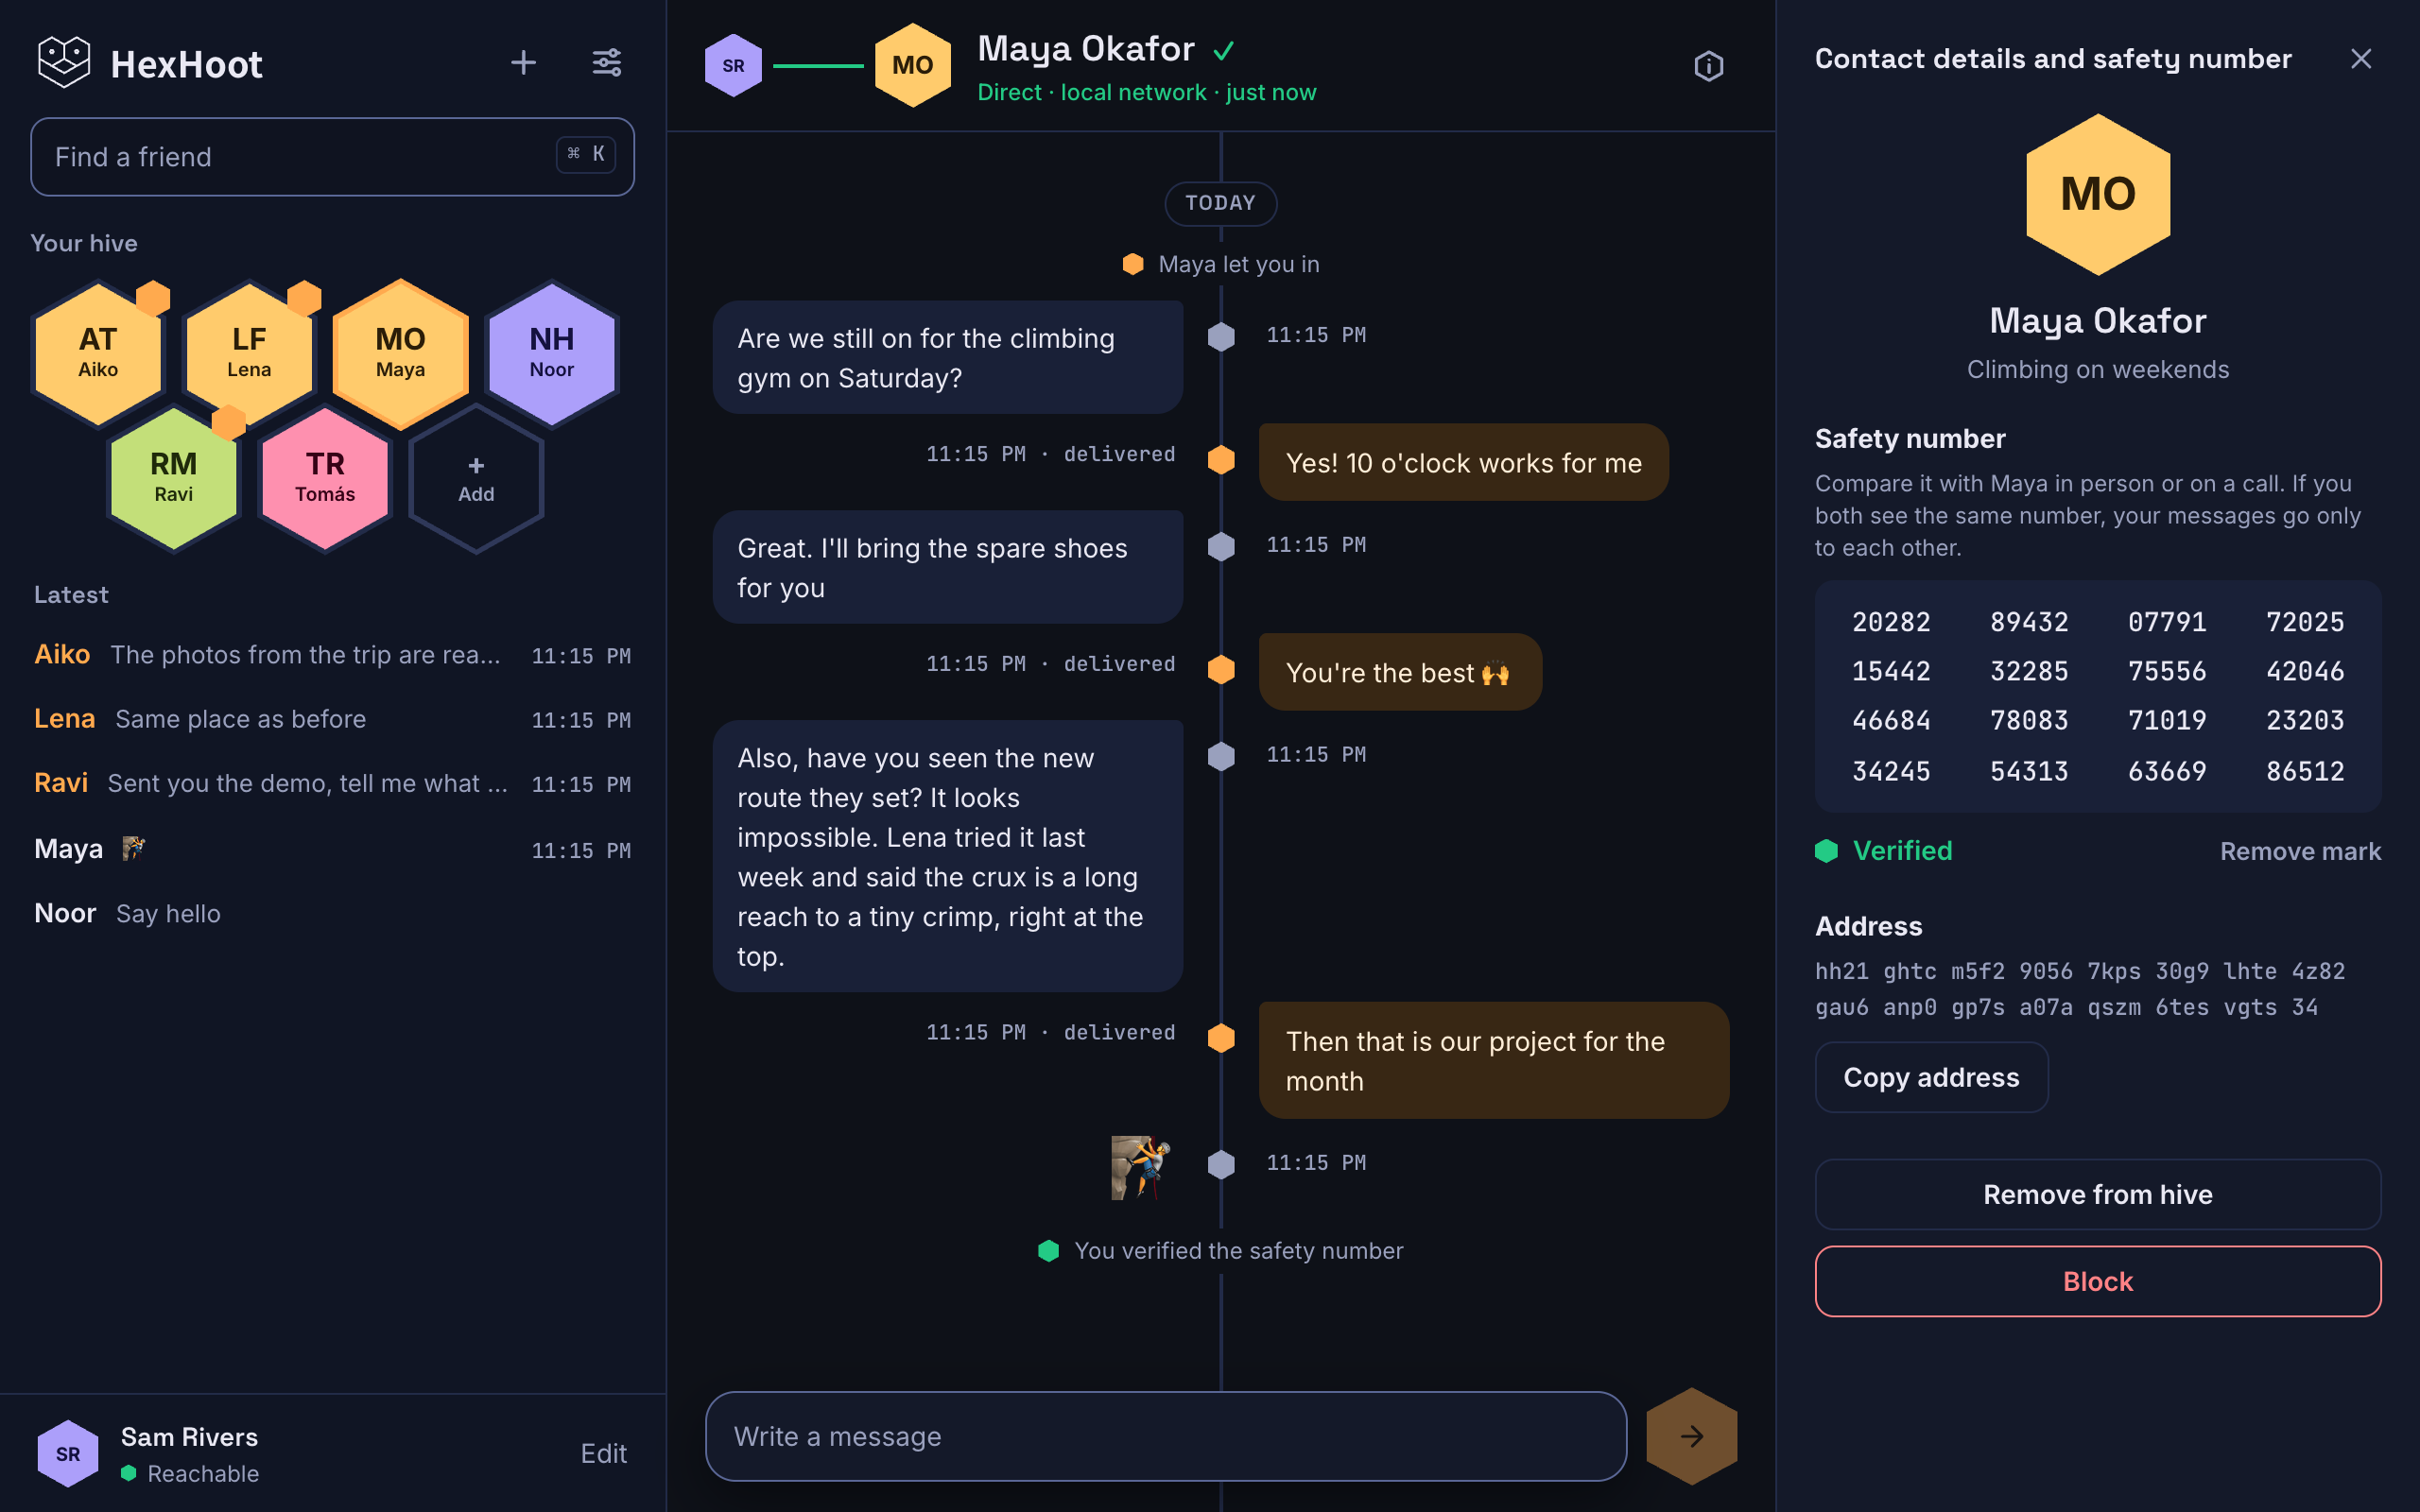 HexHoot
Find a friend
⌘ K
Your hive
AT
Aiko
LF
Lena
MO
Maya
NH
Noor
RM
Ravi
TR
Tomás
+
Add
Latest
Aiko The photos from the trip are rea... 11:15 PM
Lena Same place as before 11:15 PM
Ravi Sent you the demo, tell me what ... 11:15 PM
Maya 🧗 11:15 PM
Noor Say hello
SR
Sam Rivers
Reachable
Edit
SR
MO
Maya Okafor ✓
Direct · local network · just now
TODAY
Maya let you in
Are we still on for the climbing
gym on Saturday?
11:15 PM
11:15 PM · delivered
Yes! 10 o'clock works for me
Great. I'll bring the spare shoes
for you
11:15 PM
11:15 PM · delivered
You're the best 🙌
Also, have you seen the new
route they set? It looks
impossible. Lena tried it last
week and said the crux is a long
reach to a tiny crimp, right at the
top.
11:15 PM
11:15 PM · delivered
Then that is our project for the
month
🧗
11:15 PM
You verified the safety number
Write a message
Contact details and safety number
MO
Maya Okafor
Climbing on weekends
Safety number
Compare it with Maya in person or on a call. If you
both see the same number, your messages go only
to each other.
20282 89432 07791 72025
15442 32285 75556 42046
46684 78083 71019 23203
34245 54313 63669 86512
Verified
Remove mark
Address
hh21 ghtc m5f2 9056 7kps 30g9 lhte 4z82
gau6 anp0 gp7s a07a qszm 6tes vgts 34
Copy address
Remove from hive
Block